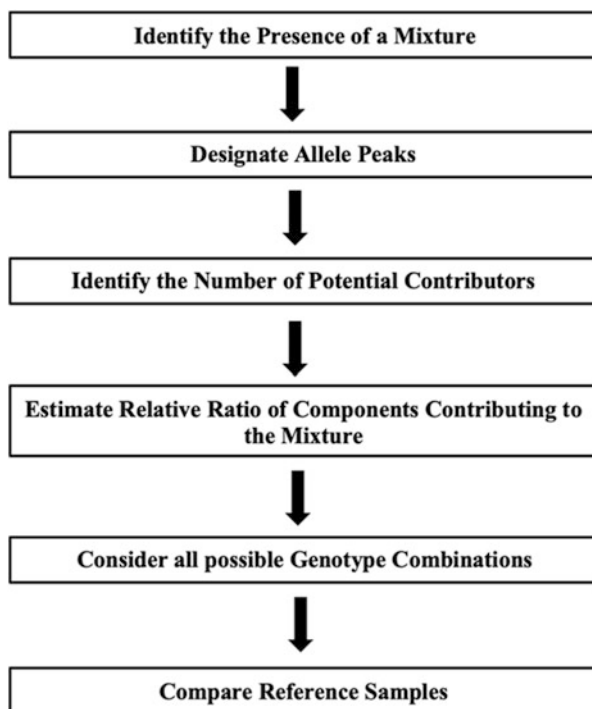 Identify the Presence of a Mixture
Designate Allele Peaks
Identify the Number of Potential Contributors
Estimate Relative Ratio of Components Contributing to
the Mixture
Consider all possible Genotype Combinations
Compare Reference Samples